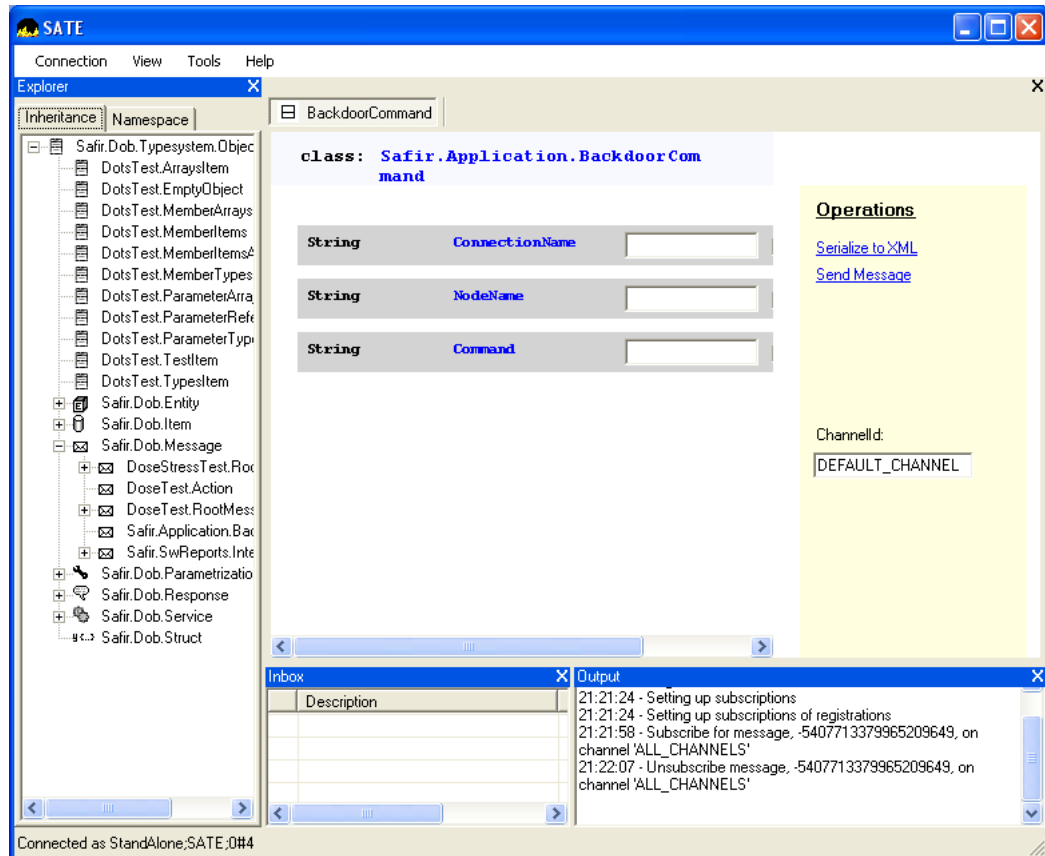 SATE
Connection View Tools Help
Explorer
Inheritance Namespace
Safir.Dob.Typesystem.Objec
DotsTest.ArraysItem
DotsTest.EmptyObject
DotsTest.MemberArrays
DotsTest.MemberItems
DotsTest.MemberItemsA
DotsTest.MemberTypes
DotsTest.ParameterArra
DotsTest.ParameterRefe
DotsTest.ParameterType
DotsTest.TestItem
DotsTest.TypesItem
Safir.Dob.Entity
Safir.Dob.Item
Safir.Dob.Message
DoseStressTest.Roo
DoseTest.Action
DoseTest.RootMess
Safir.Application.Bac
Safir.SwReports.Inte
Safir.Dob.Parametrizatio
Safir.Dob.Response
Safir.Dob.Service
Safir.Dob.Struct
BackdoorCommand
class: Safir.Application.BackdoorCom
mand
String ConnectionName
String NodeName
String Command
Operations
Serialize to XML
Send Message
ChannelId:
DEFAULT_CHANNEL
Inbox
Description
Output
21:21:24 - Setting up subscriptions
21:21:24 - Setting up subscriptions of registrations
21:21:58 - Subscribe for message, -5407713379965209649, on
channel 'ALL_CHANNELS'
21:22:07 - Unsubscribe message, -5407713379965209649, on
channel 'ALL_CHANNELS'
Connected as StandAlone;SATE;0#4